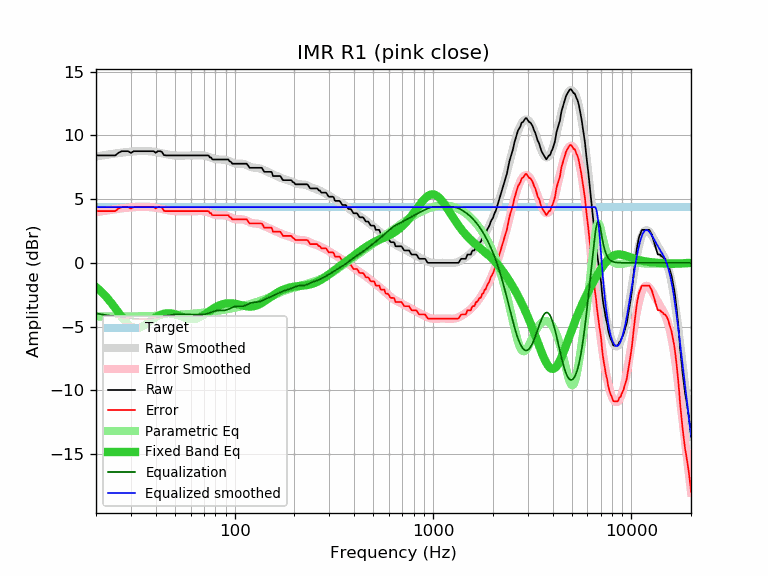 IMR R1 (pink close)
15
10
5
0
−5
−10
−15
Amplitude (dBr)
Target
Raw Smoothed
Error Smoothed
Raw
Error
Parametric Eq
Fixed Band Eq
Equalization
Equalized smoothed
100
1000
10000
Frequency (Hz)